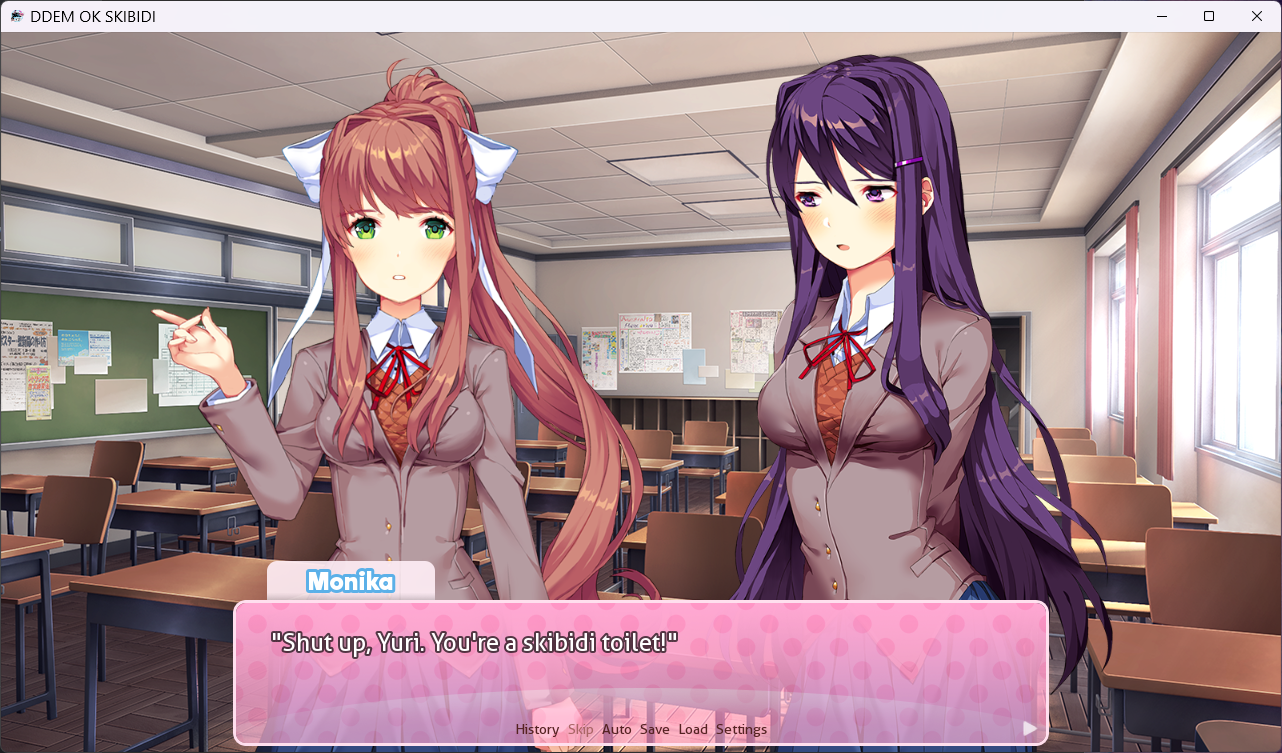 DDEM OK SKIBIDI
Monika
"Shut up, Yuri. You're a skibidi toilet!"
History Skip Auto Save Load Settings